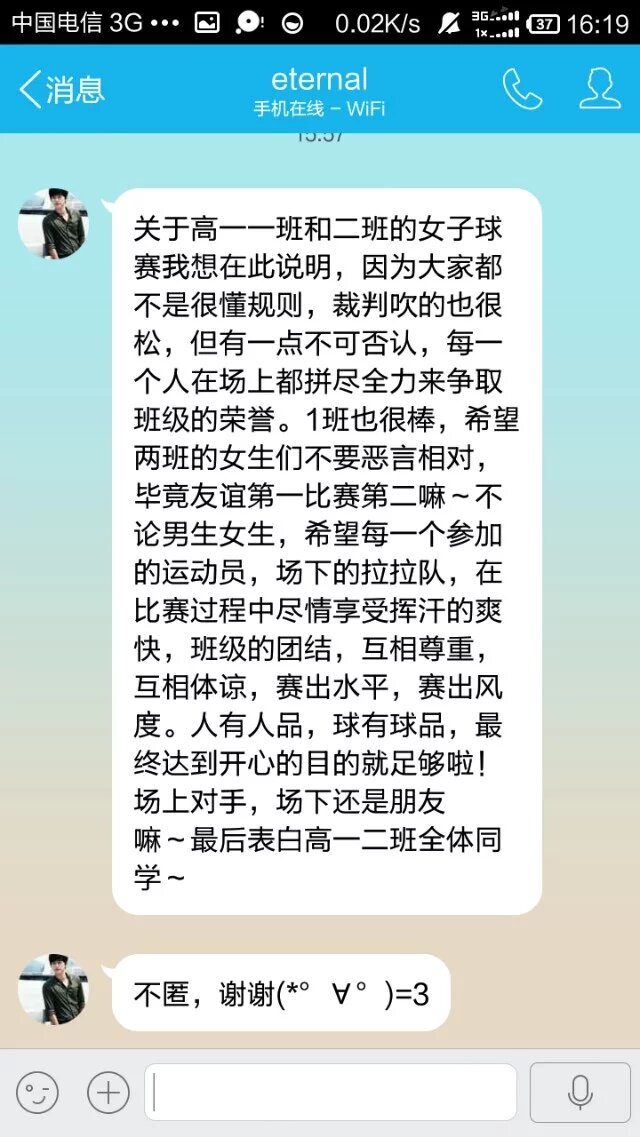 中国电信 3G ••• 0.02K/s 3G 1x 37 16:19
消息
eternal
手机在线 – WiFi
15:57
关于高一一班和二班的女子球
赛我想在此说明，因为大家都
不是很懂规则，裁判吹的也很
松，但有一点不可否认，每一
个人在场上都拼尽全力来争取
班级的荣誉。1班也很棒，希望
两班的女生们不要恶言相对，
毕竟友谊第一比赛第二嘛～不
论男生女生，希望每一个参加
的运动员，场下的拉拉队，在
比赛过程中尽情享受挥汗的爽
快，班级的团结，互相尊重，
互相体谅，赛出水平，赛出风
度。人有人品，球有球品，最
终达到开心的目的就足够啦！
场上对手，场下还是朋友
嘛～最后表白高一二班全体同
学～
不匿，谢谢(*°∀°)=3